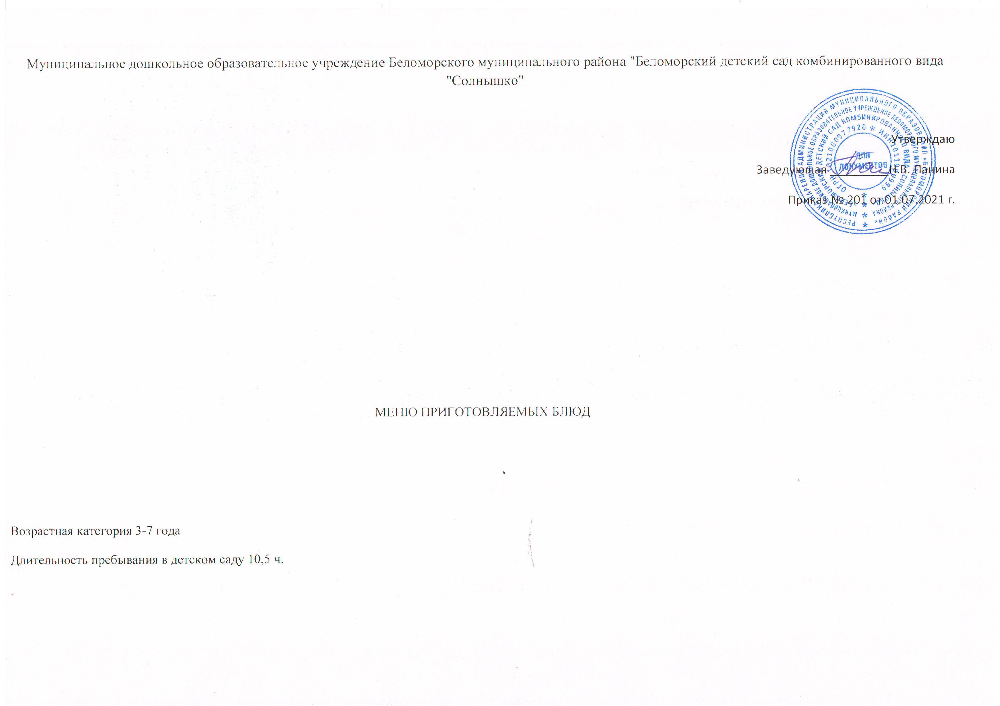 Муниципальное дошкольное образовательное учреждение Беломорского муниципального района "Беломорский детский сад комбинированного вида
"Солнышко"
Утверждаю
Заведующая __________Н.В. Панина
Приказ № 201 от 01.07.2021 г.
РЕСПУБЛИКА КАРЕЛИЯ АДМИНИСТРАЦИЯ МУНИЦИПАЛЬНОГО ОБРАЗОВАНИЯ «БЕЛОМОРСКИЙ РАЙОН» *
МУНИЦИПАЛЬНОЕ ДОШКОЛЬНОЕ ОБРАЗОВАТЕЛЬНОЕ УЧРЕЖДЕНИЕ БЕЛОМОРСКОГО МУНИЦИПАЛЬНОГО РАЙОНА *
«БЕЛОМОРСКИЙ ДЕТСКИЙ САД КОМБИНИРОВАННОГО ВИДА «СОЛНЫШКО» *
ОГРН 1021000977920 * ИНН
ДЛЯ
ДОКУМЕНТОВ
МЕНЮ ПРИГОТОВЛЯЕМЫХ БЛЮД
Возрастная категория 3-7 года
Длительность пребывания в детском саду 10,5 ч.